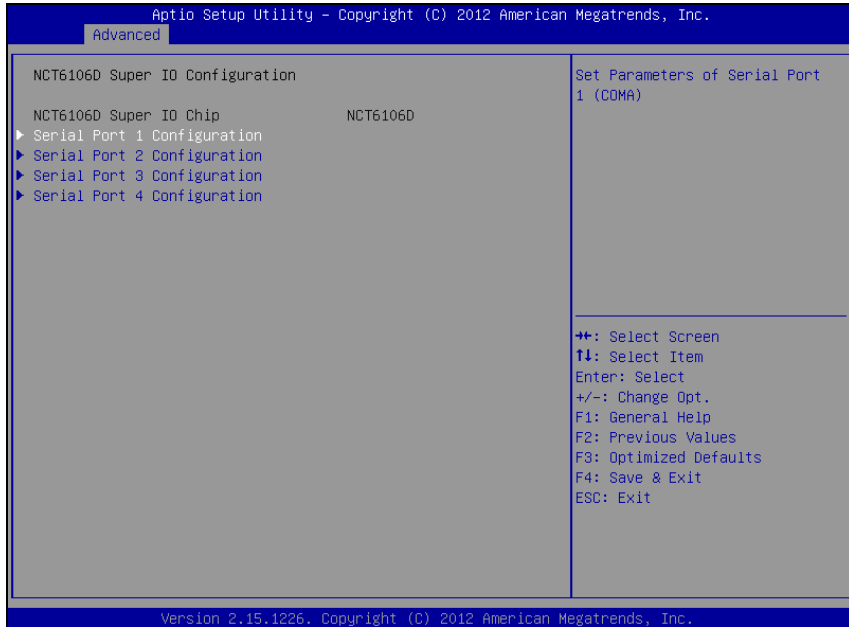 Aptio Setup Utility – Copyright (C) 2012 American Megatrends, Inc.
Advanced
NCT6106D Super IO Configuration
NCT6106D Super IO Chip NCT6106D
▶ Serial Port 1 Configuration
▶ Serial Port 2 Configuration
▶ Serial Port 3 Configuration
▶ Serial Port 4 Configuration
Set Parameters of Serial Port
1 (COMA)
→←: Select Screen
↑↓: Select Item
Enter: Select
+/-: Change Opt.
F1: General Help
F2: Previous Values
F3: Optimized Defaults
F4: Save & Exit
ESC: Exit
Version 2.15.1226. Copyright (C) 2012 American Megatrends, Inc.